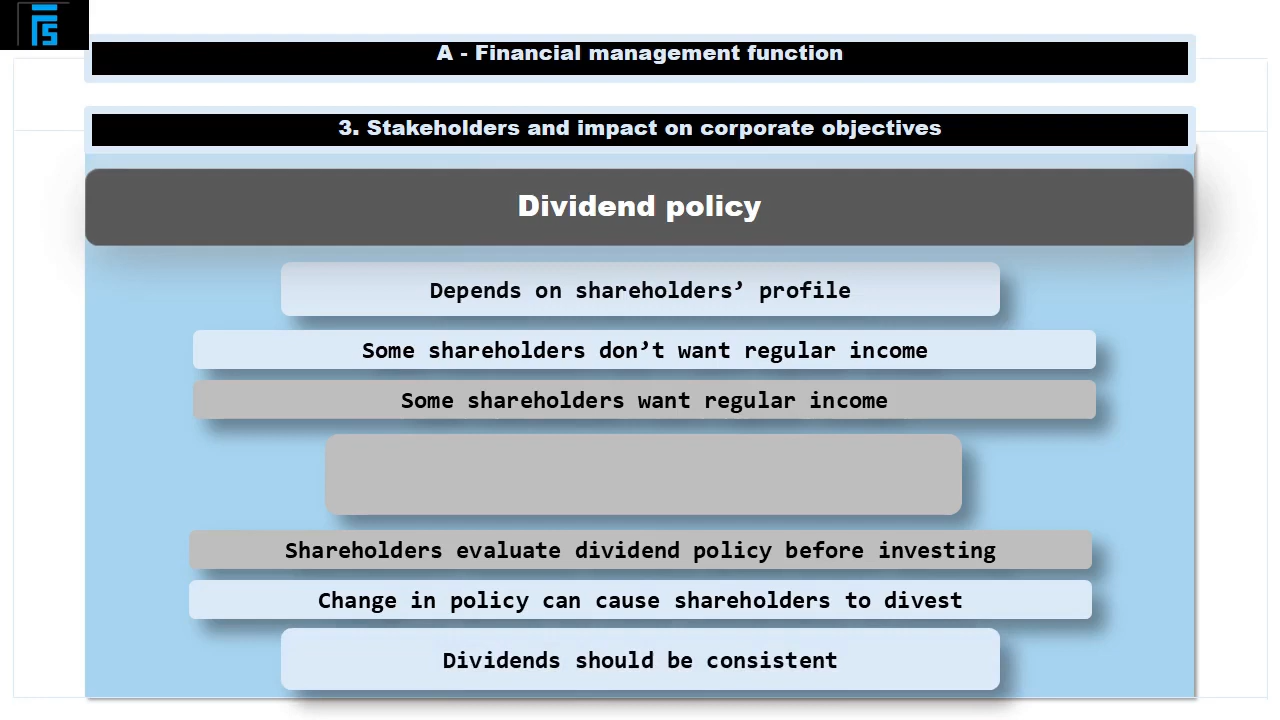 A - Financial management function
3. Stakeholders and impact on corporate objectives
Dividend policy
Depends on shareholders’ profile
Some shareholders don’t want regular income
Some shareholders want regular income
Shareholders evaluate dividend policy before investing
Change in policy can cause shareholders to divest
Dividends should be consistent